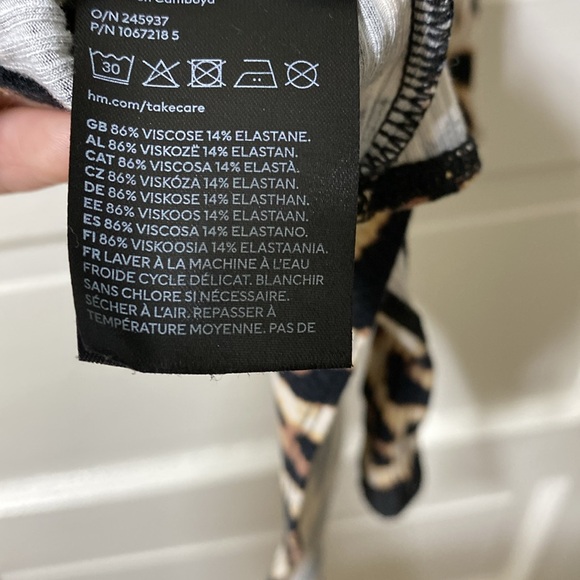 Camboya
O/N 245937
P/N 1067218 5
30
hm.com/takecare
GB 86% VISCOSE 14% ELASTANE.
AL 86% VISKOZË 14% ELASTAN.
CAT 86% VISCOSA 14% ELASTÀ.
CZ 86% VISKÓZA 14% ELASTAN.
DE 86% VISKOSE 14% ELASTHAN.
EE 86% VISKOOS 14% ELASTAAN.
ES 86% VISCOSA 14% ELASTANO.
FI 86% VISKOOSIA 14% ELASTAANIA.
FR LAVER À LA MACHINE À L'EAU
FROIDE CYCLE DÉLICAT. BLANCHIR
SANS CHLORE SI NÉCESSAIRE.
SÉCHER À L'AIR. REPASSER À
TEMPÉRATURE MOYENNE. PAS DE